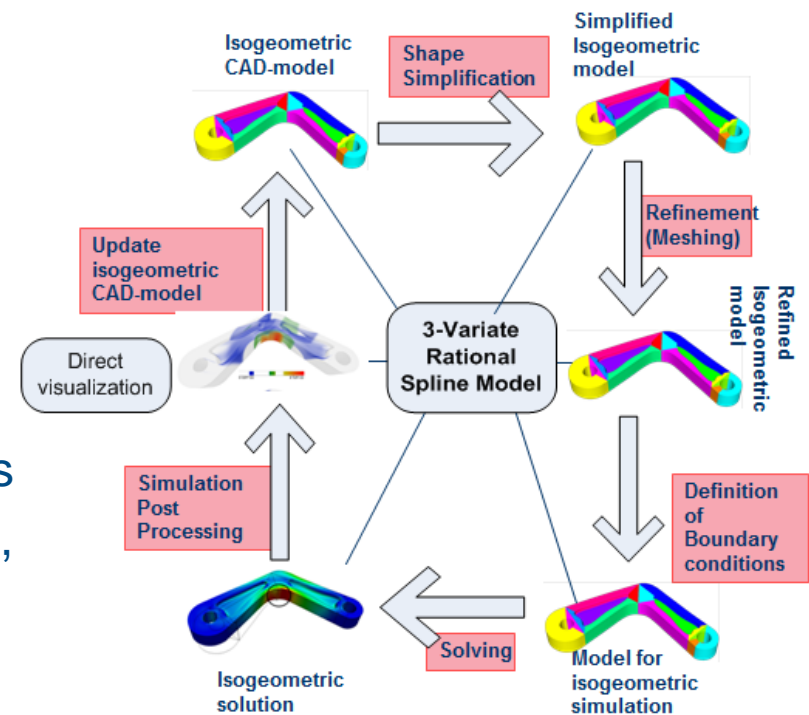 Isogeometric
CAD-model
Shape
Simplification
Simplified
Isogeometric
model
Refinement
(Meshing)
Refined
Isogeometric
model
Update
isogeometric
CAD-model
Direct
visualization
3-Variate
Rational
Spline Model
s
,
Simulation
Post
Processing
Definition
of
Boundary
conditions
Solving
Isogeometric
solution
Model for
isogeometric
simulation